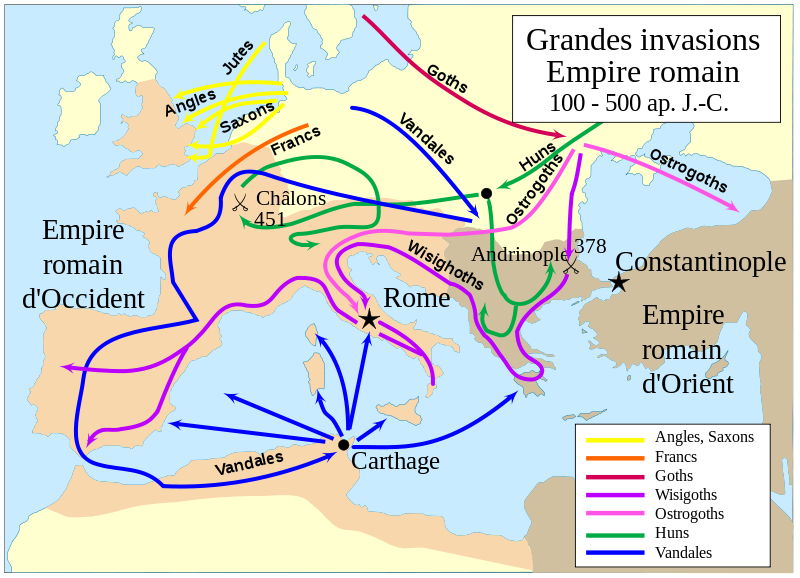 Grandes invasions
Empire romain
100 - 500 ap. J.-C.
Jutes
Angles
Saxons
Francs
Goths
Vandales
Huns
Ostrogoths
Ostrogoths
Châlons
451
Empire
romain
d'Occident
Wisighoths
Andrinople
378
Constantinople
Rome
Empire
romain
d'Orient
Vandales
Carthage
Angles, Saxons
Francs
Goths
Wisigoths
Ostrogoths
Huns
Vandales